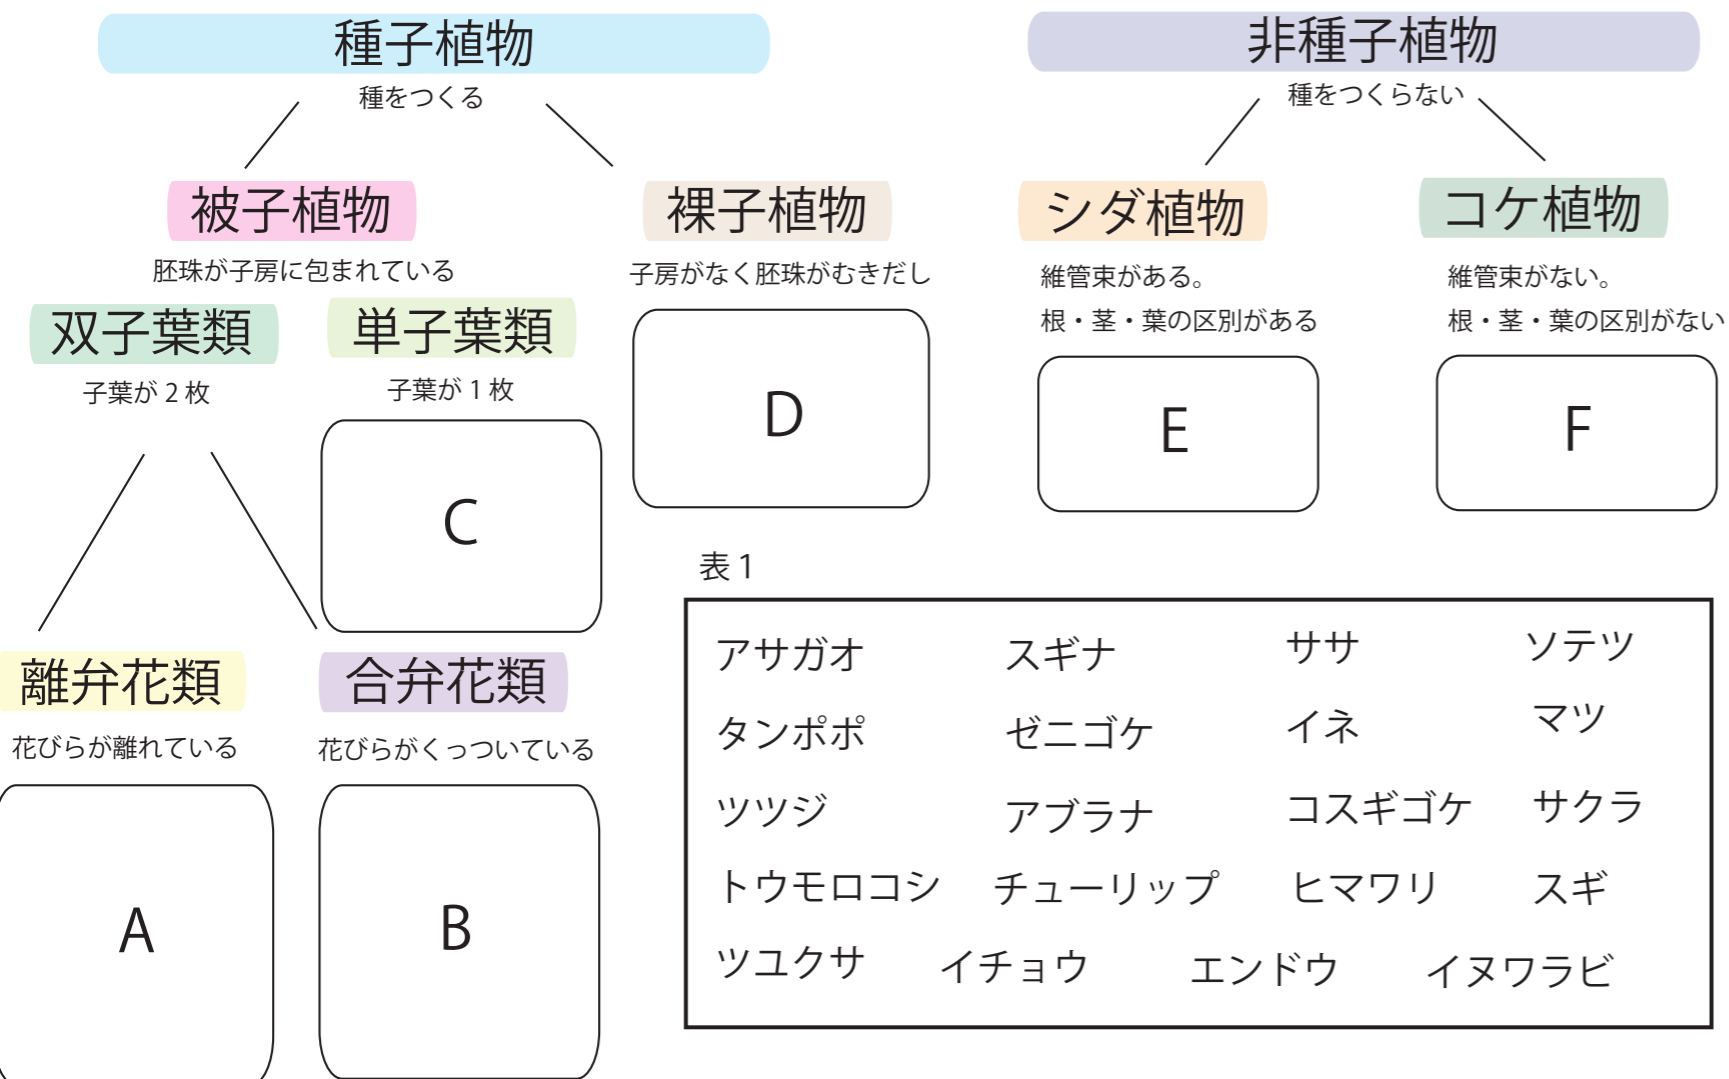 種子植物
種をつくる
非種子植物
種をつくらない
被子植物
胚珠が子房に包まれている
裸子植物
子房がなく胚珠がむきだし
シダ植物
維管束がある。
根・茎・葉の区別がある
コケ植物
維管束がない。
根・茎・葉の区別がない
双子葉類
子葉が 2 枚
単子葉類
子葉が 1 枚
C
D
E
F
離弁花類
花びらが離れている
合弁花類
花びらがくっついている
A
B
表 1
アサガオ スギナ ササ ソテツ
タンポポ ゼニゴケ イネ マツ
ツツジ アブラナ コスギゴケ サクラ
トウモロコシ チューリップ ヒマワリ スギ
ツユクサ イチョウ エンドウ イヌワラビ